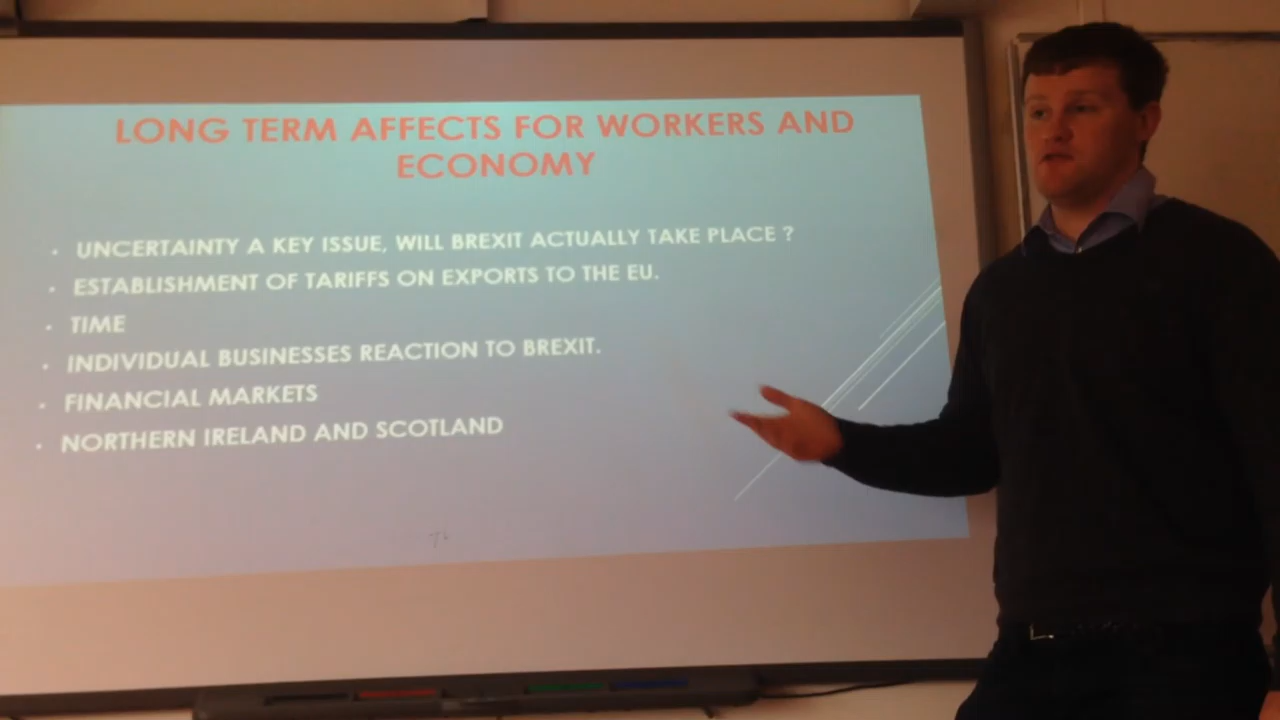 LONG TERM AFFECTS FOR WORKERS AND
ECONOMY
• UNCERTAINTY A KEY ISSUE, WILL BREXIT ACTUALLY TAKE PLACE ?
• ESTABLISHMENT OF TARIFFS ON EXPORTS TO THE EU.
• TIME
• INDIVIDUAL BUSINESSES REACTION TO BREXIT.
• FINANCIAL MARKETS
• NORTHERN IRELAND AND SCOTLAND